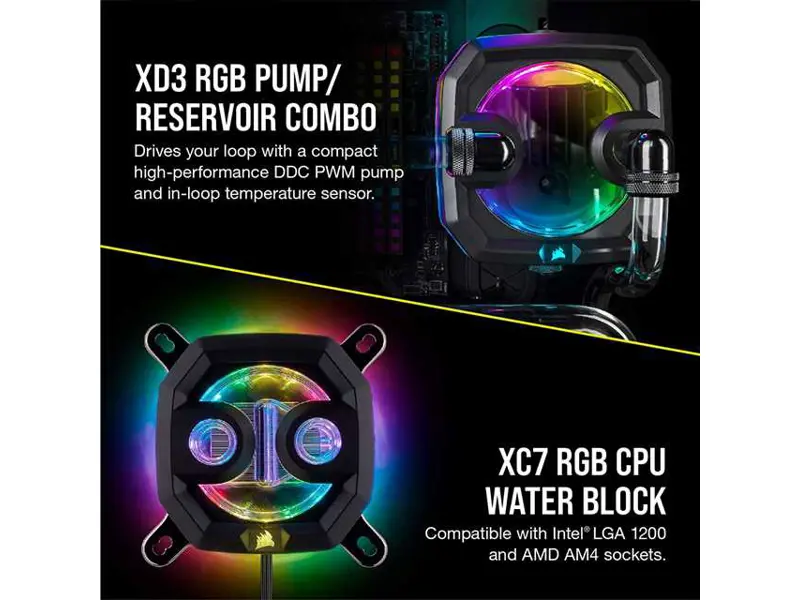 XD3 RGB PUMP/
RESERVOIR COMBO
Drives your loop with a compact
high-performance DDC PWM pump
and in-loop temperature sensor.
XC7 RGB CPU
WATER BLOCK
Compatible with Intel® LGA 1200
and AMD AM4 sockets.